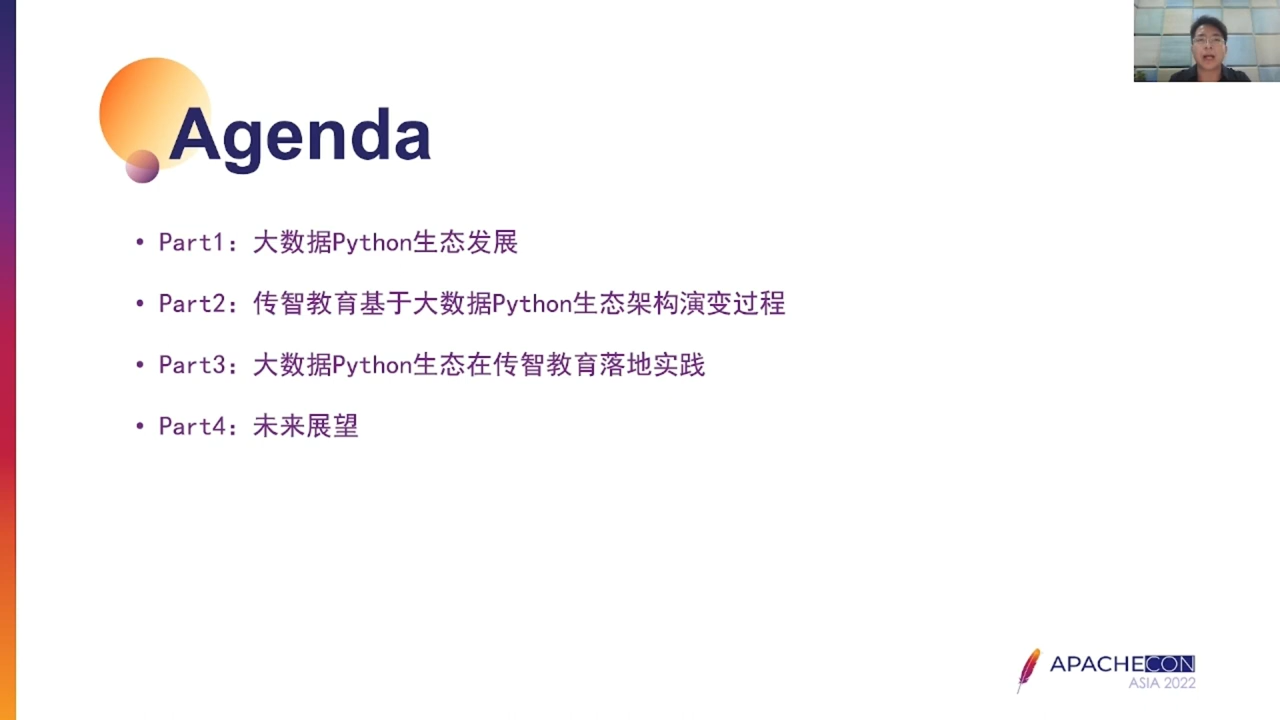 Agenda
• Part1：大数据Python生态发展
• Part2：传智教育基于大数据Python生态架构演变过程
• Part3：大数据Python生态在传智教育落地实践
• Part4：未来展望
APACHECON
ASIA 2022